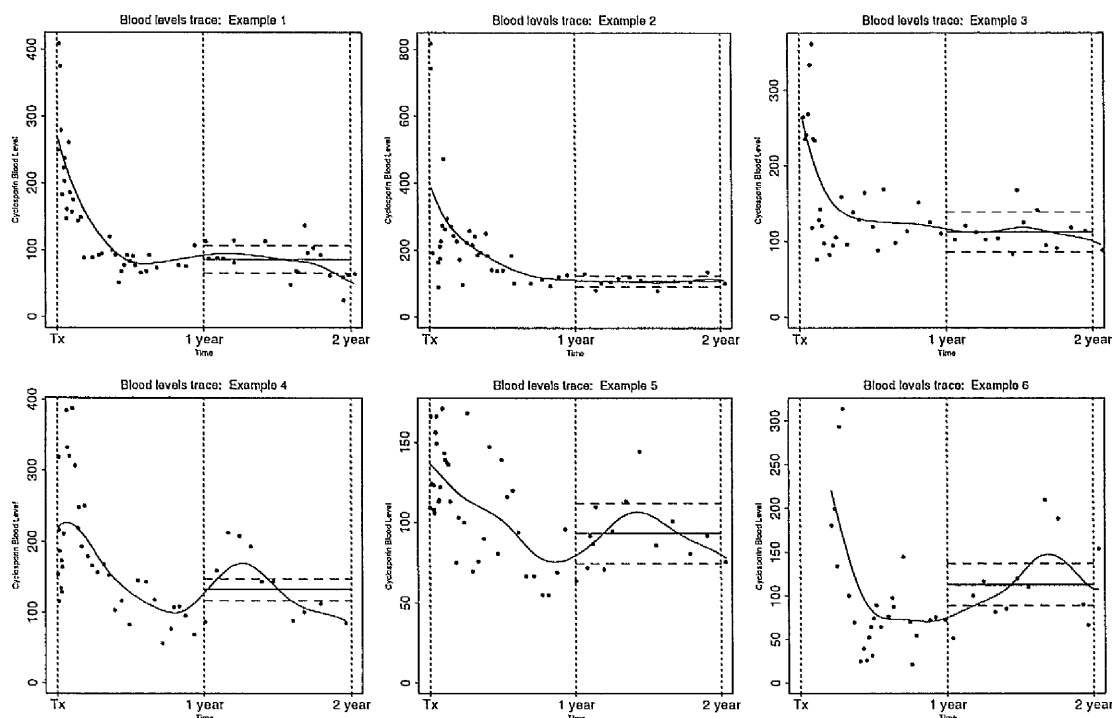 Blood levels trace: Example 1
Cyclosporin Blood Level
400
300
200
100
0
Tx
1 year
2 year
Time
Blood levels trace: Example 2
Cyclosporin Blood Level
800
600
400
200
0
Tx
1 year
2 year
Time
Blood levels trace: Example 3
Cyclosporin Blood Level
300
200
100
0
Tx
1 year
2 year
Time
Blood levels trace: Example 4
Cyclosporin Blood Level
400
300
200
100
0
Tx
1 year
2 year
Time
Blood levels trace: Example 5
Cyclosporin Blood Level
150
100
50
0
Tx
1 year
2 year
Time
Blood levels trace: Example 6
Cyclosporin Blood Level
300
250
200
150
100
50
0
Tx
1 year
2 year
Time